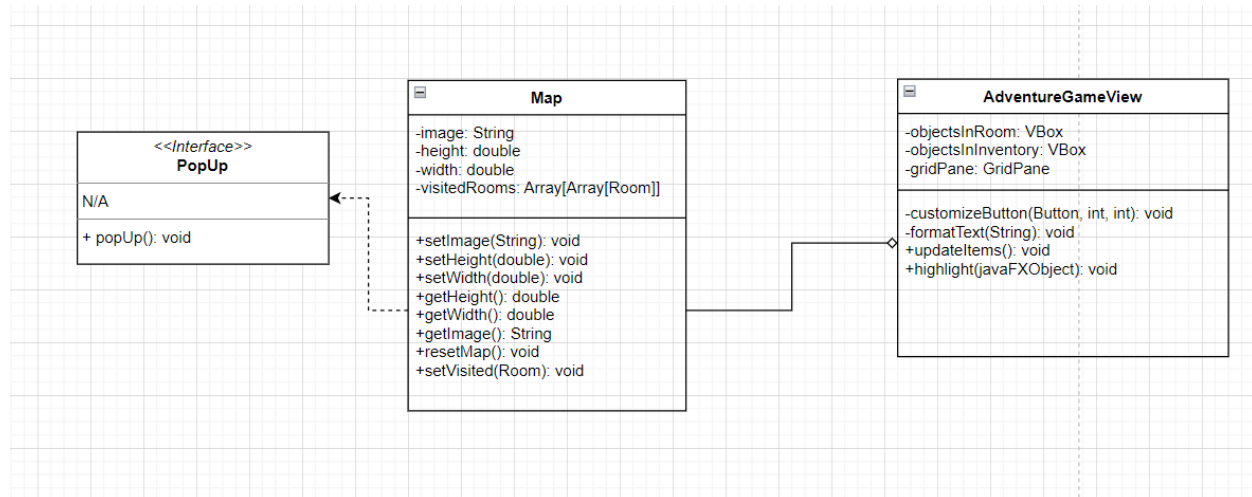 <<Interface>>
PopUp
N/A
+ popUp(): void
Map
-image: String
-height: double
-width: double
-visitedRooms: Array[Array[Room]]
+setImage(String): void
+setHeight(double): void
+setWidth(double): void
+getHeight(): double
+getWidth(): double
+getImage(): String
+resetMap(): void
+setVisited(Room): void
AdventureGameView
-objectsInRoom: VBox
-objectsInInventory: VBox
-gridPane: GridPane
-customizeButton(Button, int, int): void
-formatText(String): void
+updateItems(): void
+highlight(javaFXObject): void